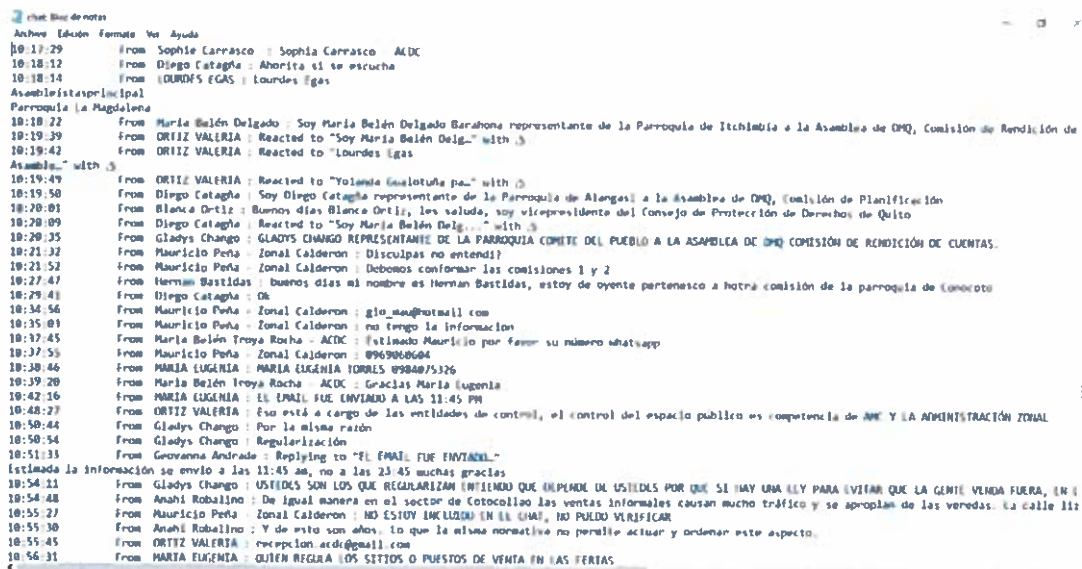 chat: Bloc de notas
Archivo Edición Formato Ver Ayuda
10:17:29 From Sophie Carrasco : Sophia Carrasco - ACDC
10:18:12 From Diego Catagña : Ahorita si se escucha
10:18:14 From LOURDES EGAS : Lourdes Egas
Asambleístasprincipal
Parroquia La Magdalena
10:18:22 From Maria Belén Delgado : Soy Maria Belén Delgado Barahona representante de la Parroquia de Itchimbía a la Asamblea de DMQ, Comisión de Rendición de
10:19:39 From ORTIZ VALERIA : Reacted to "Soy Maria Belén Delg…" with
10:19:42 From ORTIZ VALERIA : Reacted to "Lourdes Egas
Asamble…" with
10:19:49 From ORTIZ VALERIA : Reacted to "Yolanda Gualotuña pa…" with
10:19:50 From Diego Catagña : Soy Diego Catagña representante de la Parroquia de Alangasí a la Asamblea de DMQ, Comisión de Planificación
10:20:01 From Blanca Ortiz : Buenos días Blanca Ortiz, les saluda, soy vicepresidente del Consejo de Protección de Derechos de Quito
10:20:09 From Diego Catagña : Reacted to "Soy Maria Belén Delg…" with
10:20:35 From Gladys Chango : GLADYS CHANGO REPRESENTANTE DE LA PARROQUIA COMITE DEL PUEBLO A LA ASAMBLEA DE DMQ COMISIÓN DE RENDICIÓN DE CUENTAS.
10:21:32 From Mauricio Peña - Zonal Calderon : Disculpas no entendi?
10:21:52 From Mauricio Peña - Zonal Calderon : Debemos conformar las comisiones 1 y 2
10:27:47 From Hernan Bastidas : buenos dias mi nombre es Hernan Bastidas, estoy de oyente pertenesco a hotra comisión de la parroquia de Conocoto
10:29:41 From Diego Catagña : Ok
10:34:56 From Mauricio Peña - Zonal Calderon : glo_mau@hotmail com
10:35:01 From Mauricio Peña - Zonal Calderon : no tengo la informacion
10:37:45 From Maria Belén Troya Rocha - ACDC : Estimado Mauricio por favor su número whatsapp
10:37:55 From Mauricio Peña - Zonal Calderon : 0969060604
10:38:46 From MARIA EUGENIA : MARIA EUGENIA TORRES 0984075326
10:39:20 From Maria Belén Troya Rocha - ACDC : Gracias Maria Eugenia
10:42:16 From MARIA EUGENIA : EL EMAIL FUE ENVIADO A LAS 11:45 PM
10:48:27 From ORTIZ VALERIA : Eso está a cargo de las entidades de control, el control del espacio publico es competencia de AMC Y LA ADMINISTRACIÓN ZONAL
10:50:44 From Gladys Chango : Por la misma razón
10:50:54 From Gladys Chango : Regularización
10:51:33 From Geovanna Andrade : Replying to "EL EMAIL FUE ENVIADO…"
Estimada la información se envío a las 11:45 am, no a las 23:45 muchas gracias
10:54:11 From Gladys Chango : USTEDES SON LOS QUE REGULARIZAN ENTIENDO QUE DEPENDE DE USTEDES POR QUE SI HAY UNA LEY PARA EVITAR QUE LA GENTE VENDA FUERA, EN
10:54:48 From Anahi Robalino : De igual manera en el sector de Cotocollao las ventas informales causan mucho tráfico y se apropian de las veredas. La calle
10:55:27 From Mauricio Peña - Zonal Calderon : NO ESTOY INCLUIDO EN EL CHAT, NO PUEDO VERIFICAR
10:55:30 From Anahi Robalino : Y de esto son años, lo que la misma normativa no permite actuar y ordenar este aspecto.
10:55:45 From ORTIZ VALERIA : recepcion.acdc@gmail.com
10:56:31 From MARIA EUGENIA : QUIEN REGULA LOS SITIOS O PUESTOS DE VENTA EN LAS FERIAS